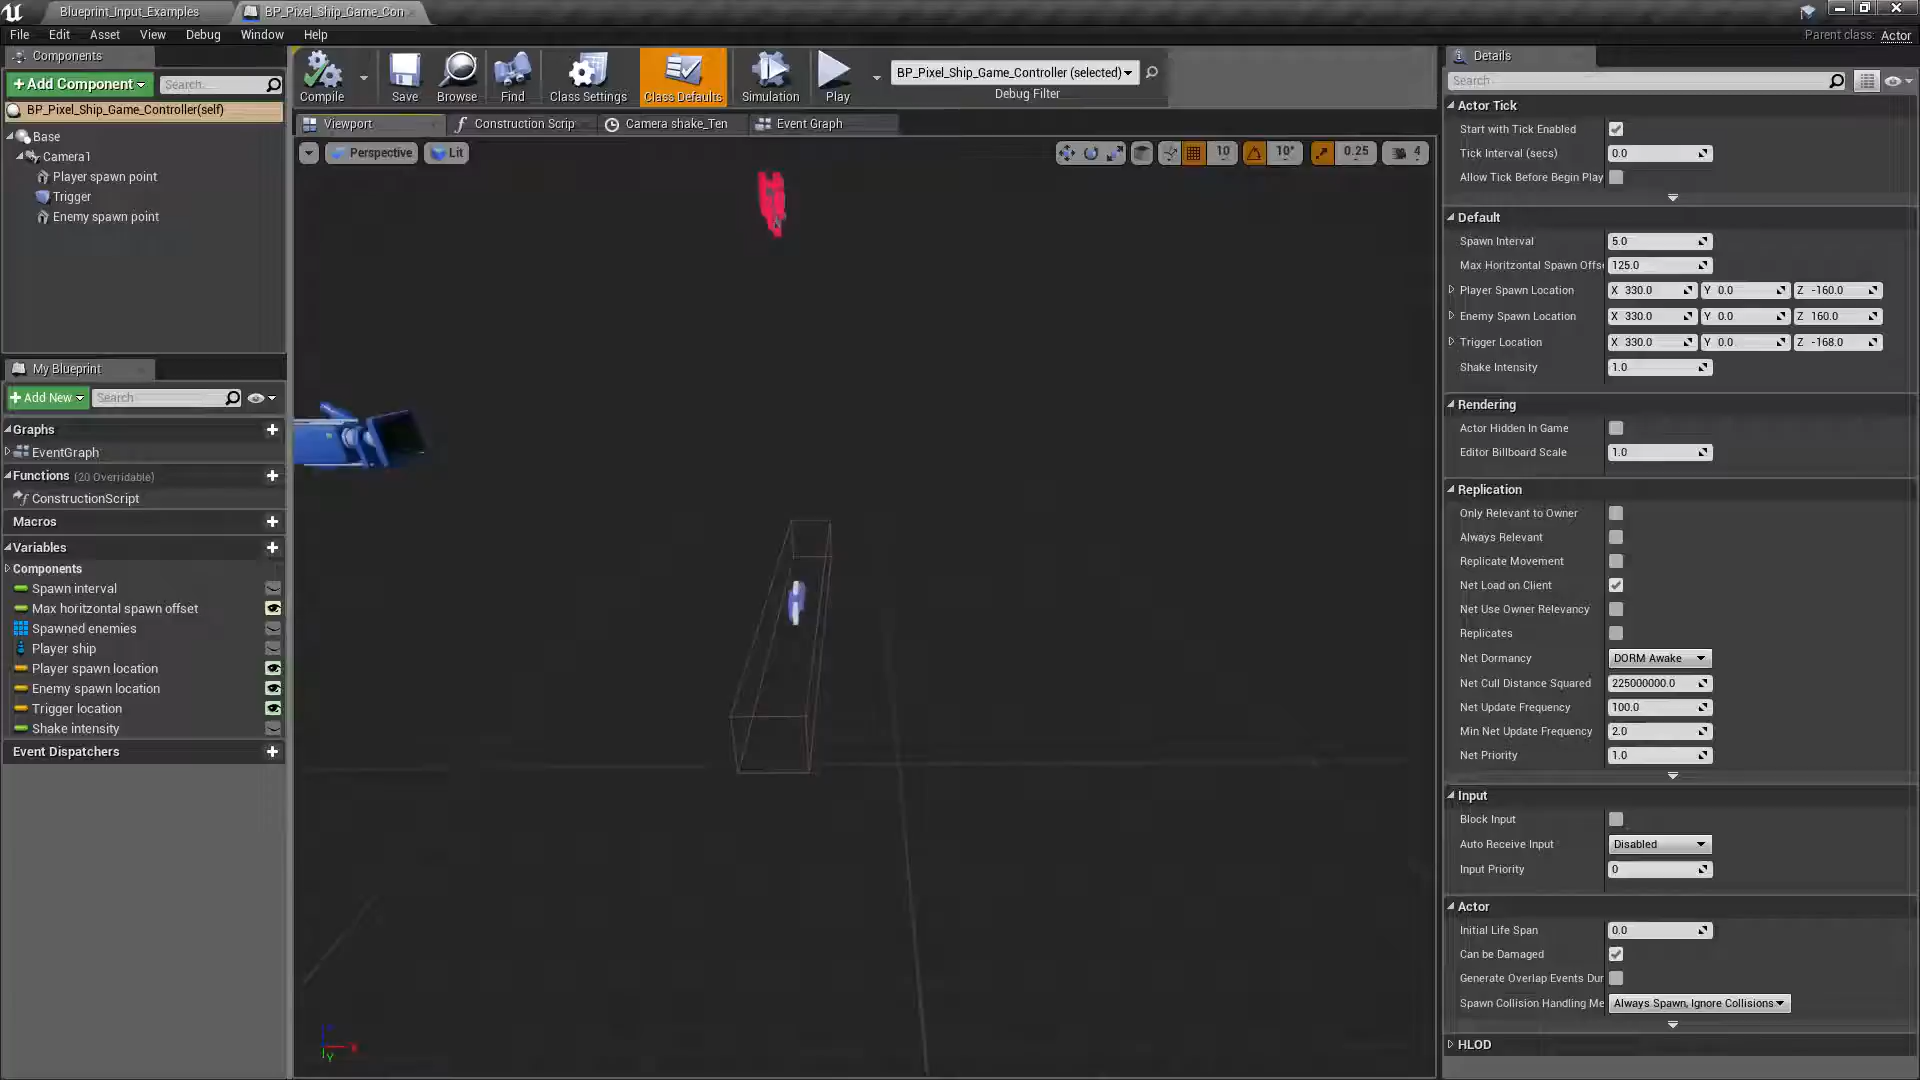 Blueprint_Input_Examples
BP_Pixel_Ship_Game_Con
File Edit Asset View Debug Window Help
Parent class: Actor
Components
+Add Component
Search
BP_Pixel_Ship_Game_Controller(self)
Base
Camera1
Player spawn point
Trigger
Enemy spawn point
My Blueprint
+Add New
Search
Graphs
EventGraph
Functions (20 Overridable)
ConstructionScript
Macros
Variables
Components
Spawn interval
Max horitzontal spawn offset
Spawned enemies
Player ship
Player spawn location
Enemy spawn location
Trigger location
Shake intensity
Event Dispatchers
Compile
Save
Browse
Find
Class Settings
Class Defaults
Simulation
Play
BP_Pixel_Ship_Game_Controller (selected)
Debug Filter
Viewport
Construction Scrip
Camera shake_Ten
Event Graph
Perspective
Lit
10
10°
0.25
4
X
Y
Details
Search
Actor Tick
Start with Tick Enabled
Tick Interval (secs) 0.0
Allow Tick Before Begin Play
Default
Spawn Interval 5.0
Max Horitzontal Spawn Offs 125.0
Player Spawn Location X 330.0 Y 0.0 Z -160.0
Enemy Spawn Location X 330.0 Y 0.0 Z 160.0
Trigger Location X 330.0 Y 0.0 Z -168.0
Shake Intensity 1.0
Rendering
Actor Hidden In Game
Editor Billboard Scale 1.0
Replication
Only Relevant to Owner
Always Relevant
Replicate Movement
Net Load on Client
Net Use Owner Relevancy
Replicates
Net Dormancy DORM Awake
Net Cull Distance Squared 225000000.0
Net Update Frequency 100.0
Min Net Update Frequency 2.0
Net Priority 1.0
Input
Block Input
Auto Receive Input Disabled
Input Priority 0
Actor
Initial Life Span 0.0
Can be Damaged
Generate Overlap Events Dur
Spawn Collision Handling Me Always Spawn, Ignore Collisions
HLOD